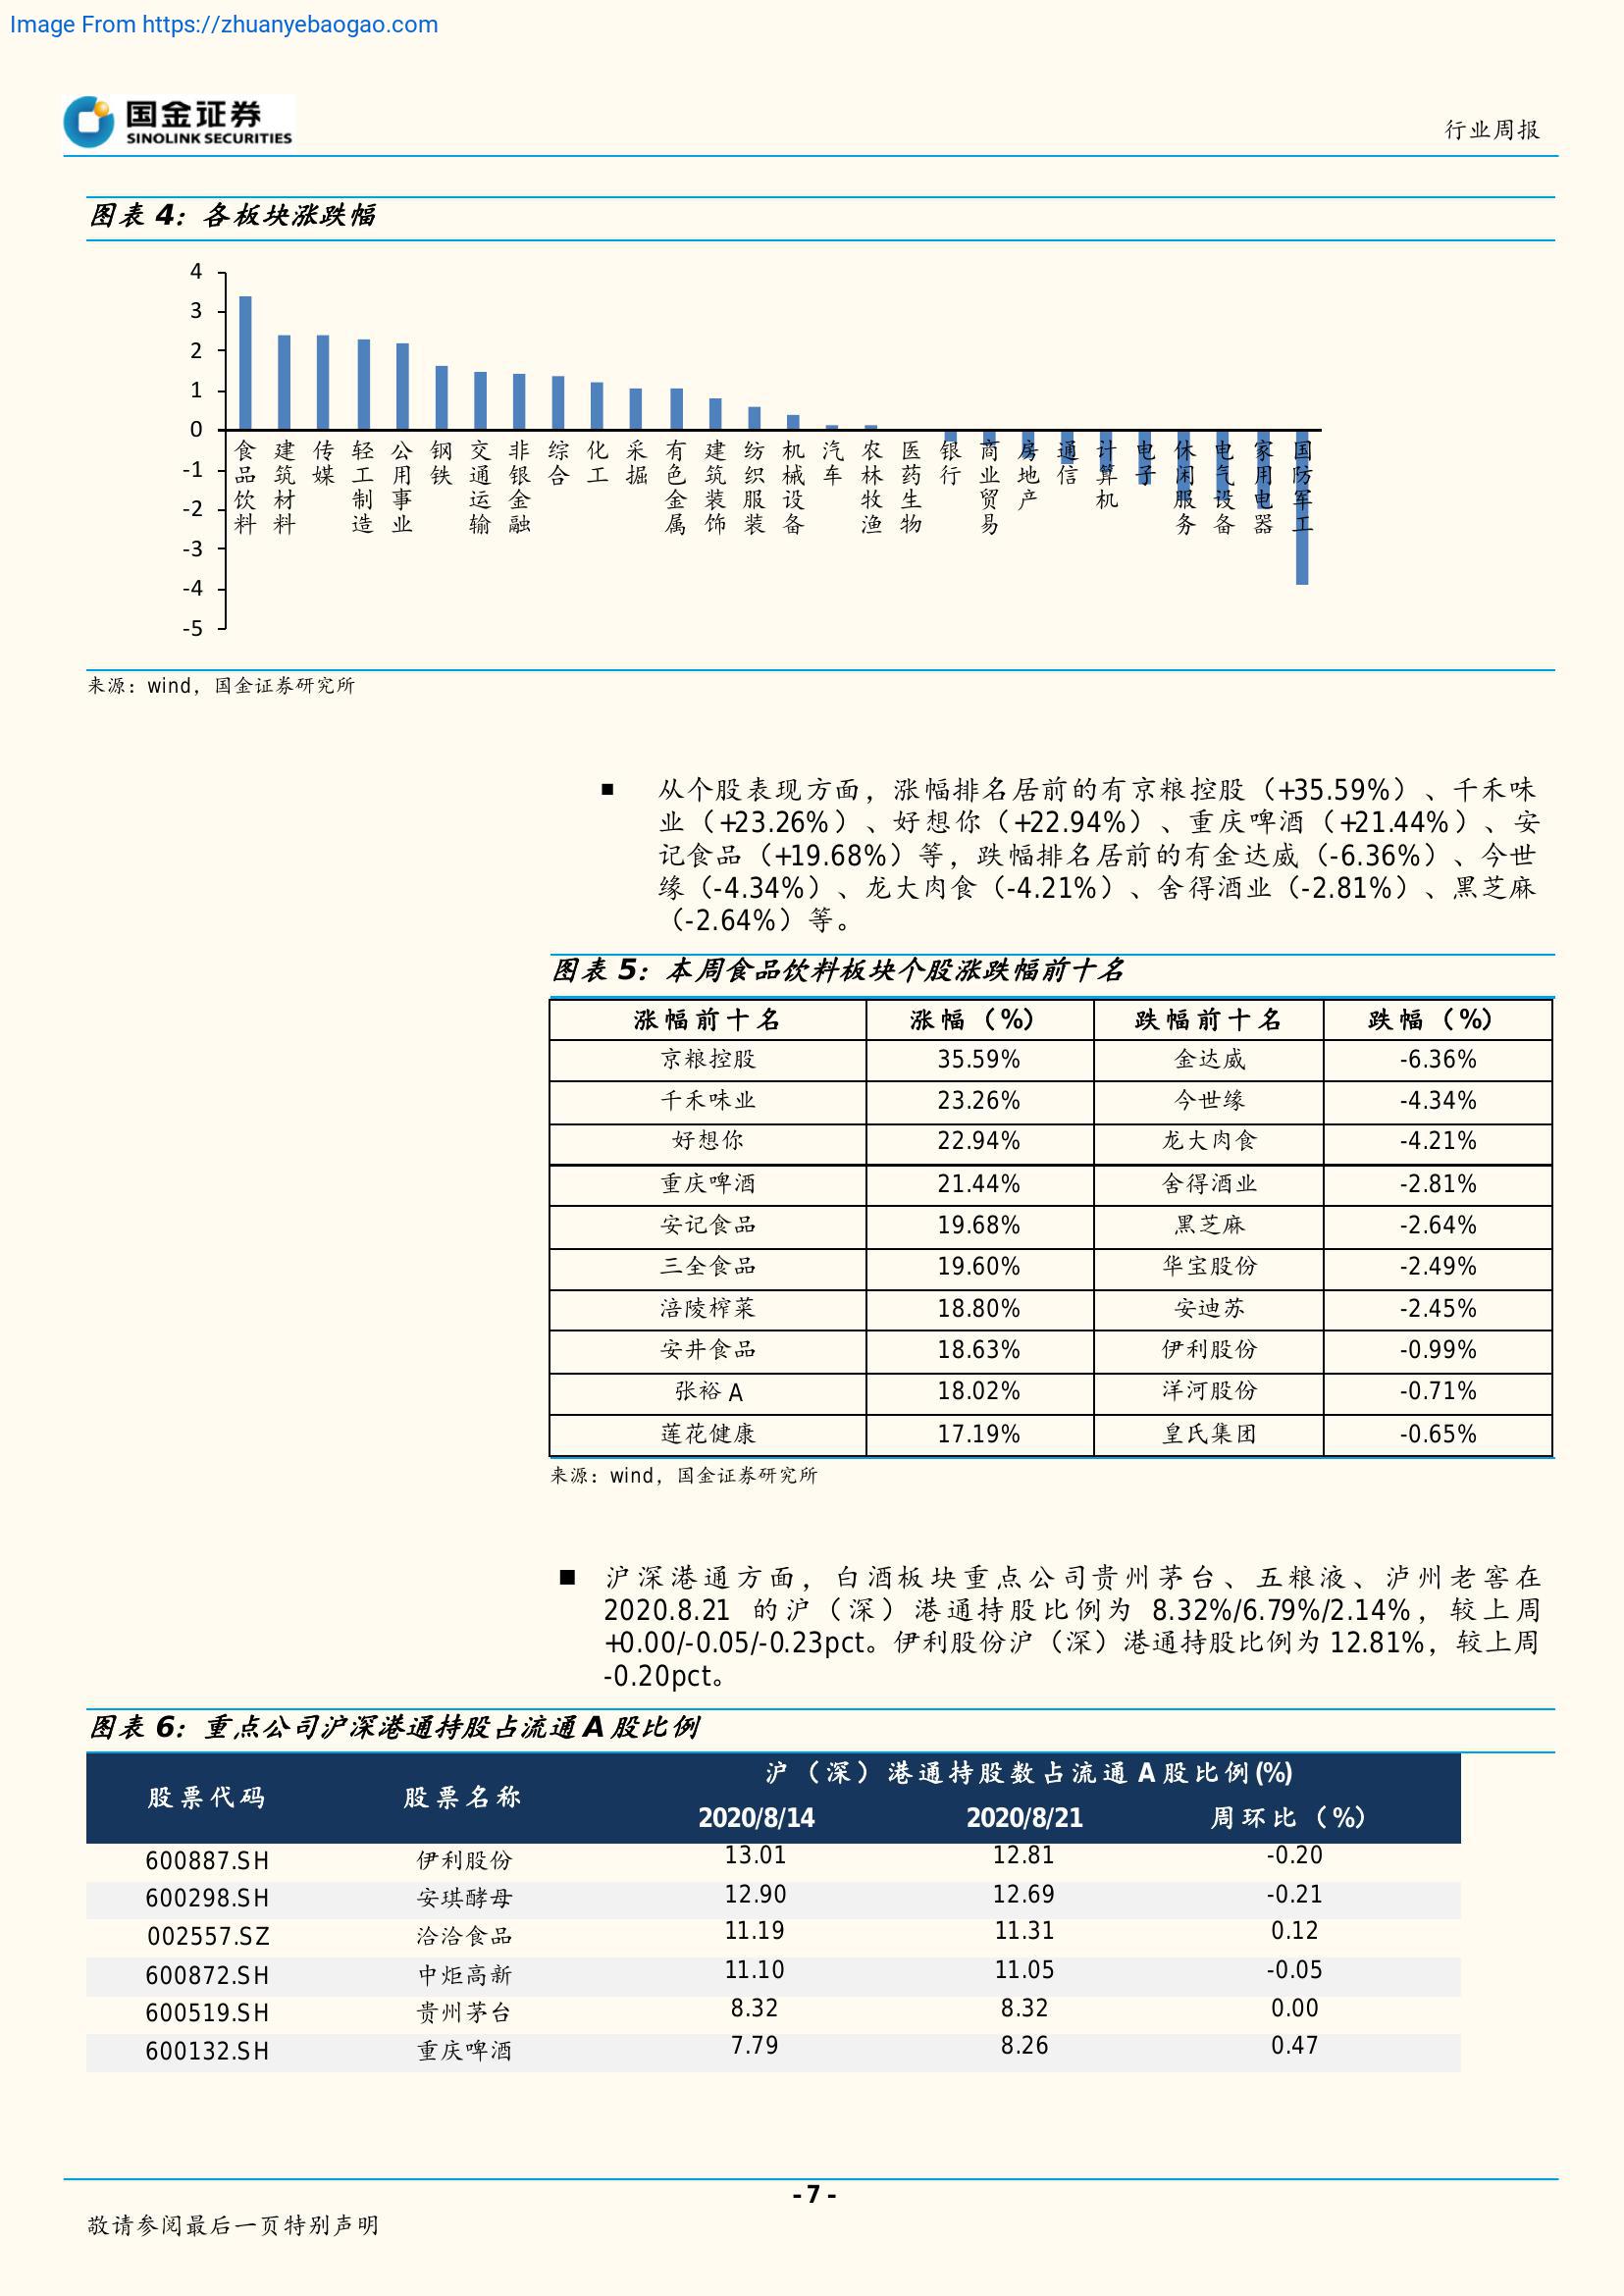 Image From https://zhuanyebaogao.com
国金证券
SINOLINK SECURITIES
行业周报
图表 4：各板块涨跌幅
4
3
2
1
0
-1
-2
-3
-4
-5
食品饮料
建筑材料
传媒
轻工制造
公用事业
钢铁
交通运输
非银金融
综合
化工
采掘
有色金属
建筑装饰
纺织服装
机械设备
汽车
农林牧渔
医药生物
银行
商业贸易
房地产
通信
计算机
电子
休闲服务
电气设备
家用电器
国防军工
来源：wind，国金证券研究所
■ 从个股表现方面，涨幅排名居前的有京粮控股（+35.59%）、千禾味
业（+23.26%）、好想你（+22.94%）、重庆啤酒（+21.44%）、安
记食品（+19.68%）等，跌幅排名居前的有金达威（-6.36%）、今世
缘（-4.34%）、龙大肉食（-4.21%）、舍得酒业（-2.81%）、黑芝麻
（-2.64%）等。
图表 5：本周食品饮料板块个股涨跌幅前十名
涨幅前十名 涨幅（%） 跌幅前十名 跌幅（%）
京粮控股 35.59% 金达威 -6.36%
千禾味业 23.26% 今世缘 -4.34%
好想你 22.94% 龙大肉食 -4.21%
重庆啤酒 21.44% 舍得酒业 -2.81%
安记食品 19.68% 黑芝麻 -2.64%
三全食品 19.60% 华宝股份 -2.49%
涪陵榨菜 18.80% 安迪苏 -2.45%
安井食品 18.63% 伊利股份 -0.99%
张裕 A 18.02% 洋河股份 -0.71%
莲花健康 17.19% 皇氏集团 -0.65%
来源：wind，国金证券研究所
■ 沪深港通方面，白酒板块重点公司贵州茅台、五粮液、泸州老窖在
2020.8.21 的沪（深）港通持股比例为 8.32%/6.79%/2.14%，较上周
+0.00/-0.05/-0.23pct。伊利股份沪（深）港通持股比例为 12.81%，较上周
-0.20pct。
图表 6：重点公司沪深港通持股占流通 A 股比例
股票代码 股票名称 沪（深）港通持股数占流通 A 股比例(%)
2020/8/14 2020/8/21 周环比（%）
600887.SH 伊利股份 13.01 12.81 -0.20
600298.SH 安琪酵母 12.90 12.69 -0.21
002557.SZ 洽洽食品 11.19 11.31 0.12
600872.SH 中炬高新 11.10 11.05 -0.05
600519.SH 贵州茅台 8.32 8.32 0.00
600132.SH 重庆啤酒 7.79 8.26 0.47
- 7 -
敬请参阅最后一页特别声明